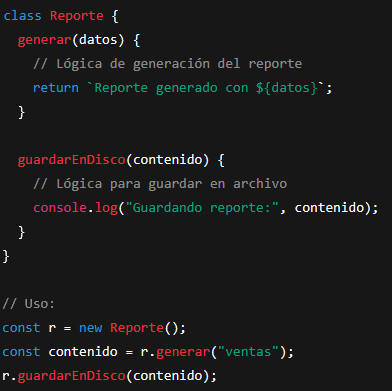 class Reporte {
  generar(datos) {
    // Lógica de generación del reporte
    return `Reporte generado con ${datos}`;
  }

  guardarEnDisco(contenido) {
    // Lógica para guardar en archivo
    console.log("Guardando reporte:", contenido);
  }
}

// Uso:
const r = new Reporte();
const contenido = r.generar("ventas");
r.guardarEnDisco(contenido);